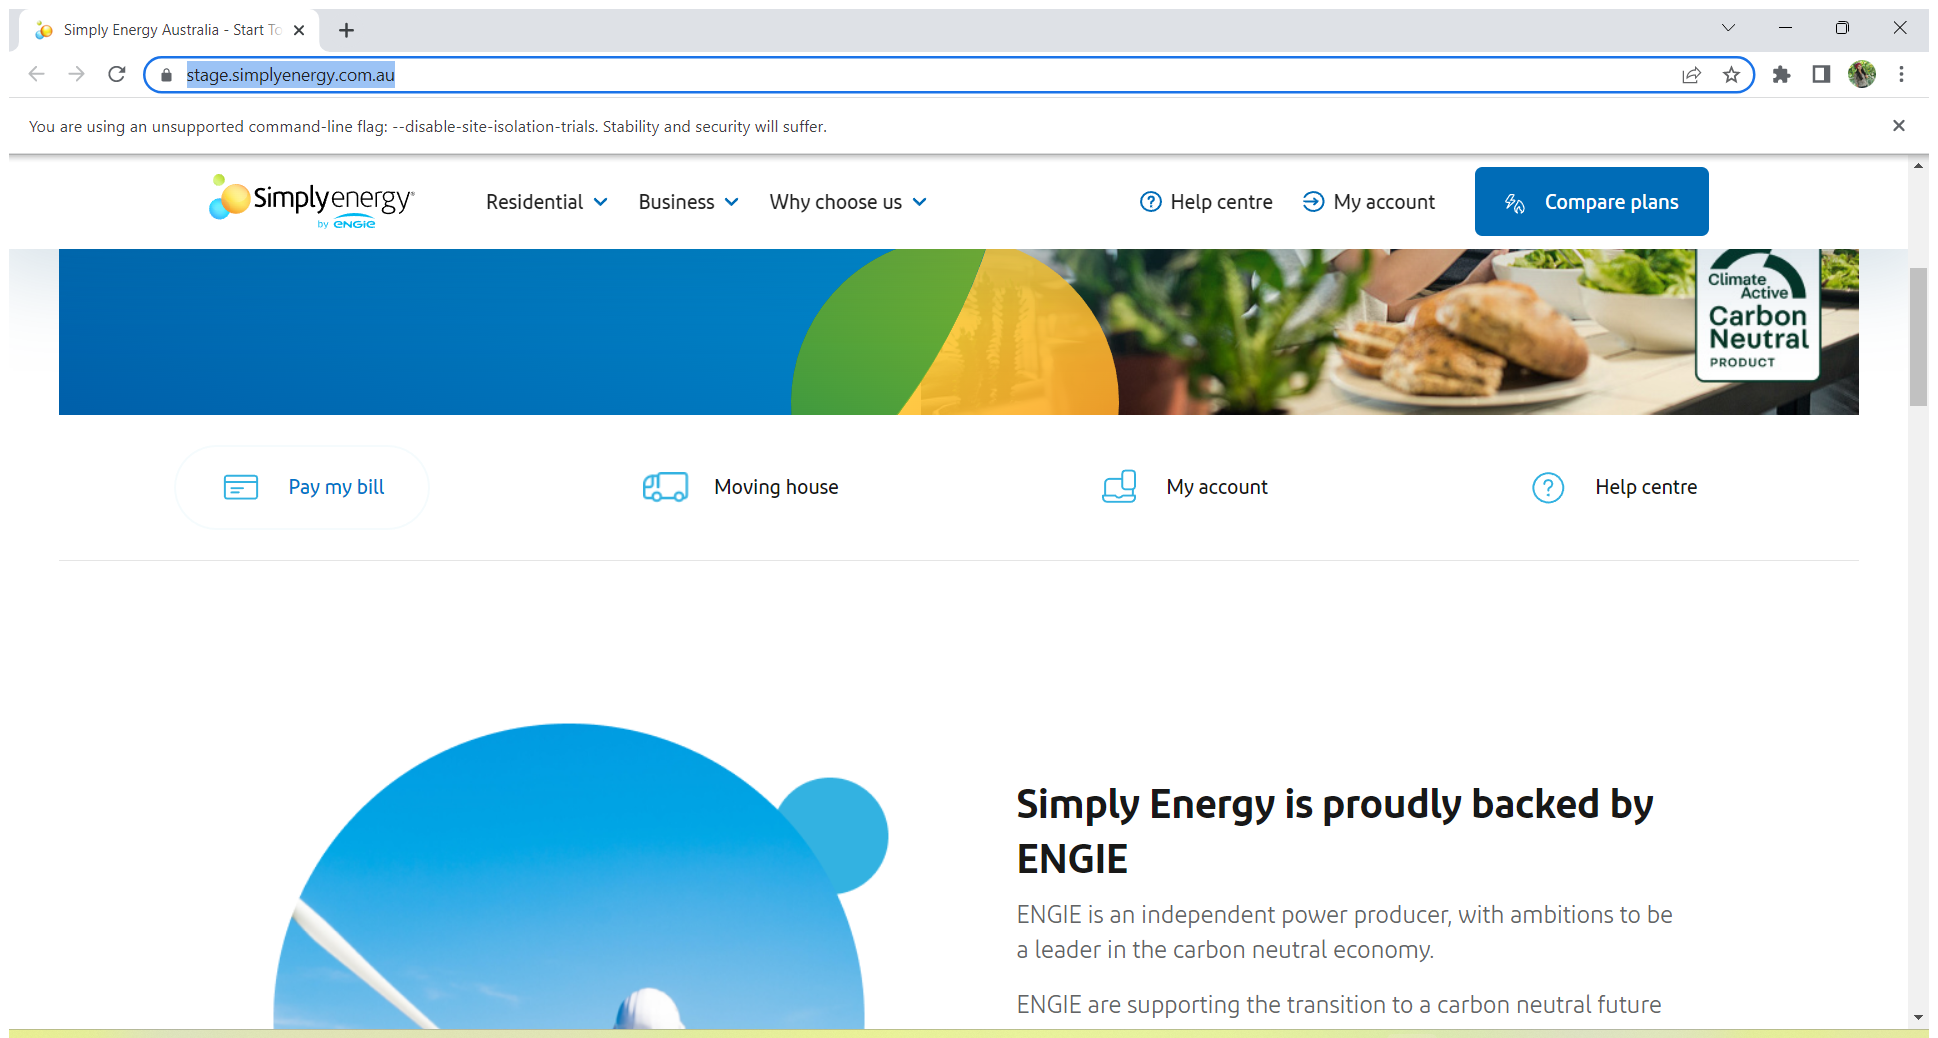 Simply Energy Australia - Start To
stage.simplyenergy.com.au
You are using an unsupported command-line flag: --disable-site-isolation-trials. Stability and security will suffer.
Simplyenergy®
by ENGIE
Residential
Business
Why choose us
Help centre
My account
Compare plans
Climate
Active
Carbon
Neutral
PRODUCT
Pay my bill
Moving house
My account
Help centre
Simply Energy is proudly backed by
ENGIE
ENGIE is an independent power producer, with ambitions to be
a leader in the carbon neutral economy.
ENGIE are supporting the transition to a carbon neutral future